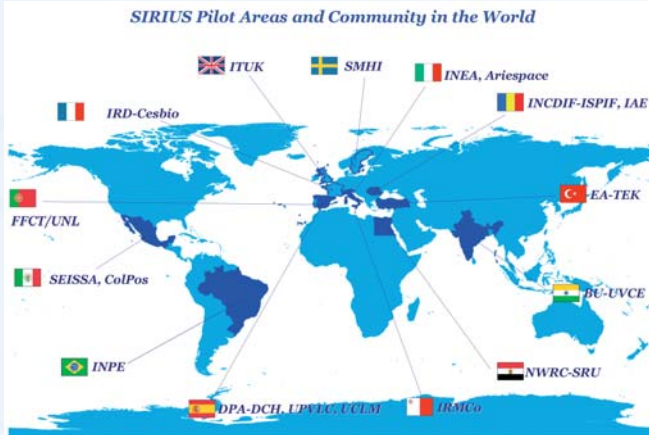 SIRIUS Pilot Areas and Community in the World
ITUK
SMHI
INEA, Ariespace
IRD-Cesbio
INCDIF-ISPIF, IAE
EA-TEK
FFCT/UNL
SEISSA, ColPos
BU-UVCE
INPE
NWRC-SRU
DPA-DCH, UPVLC, UCLM
IRMCo